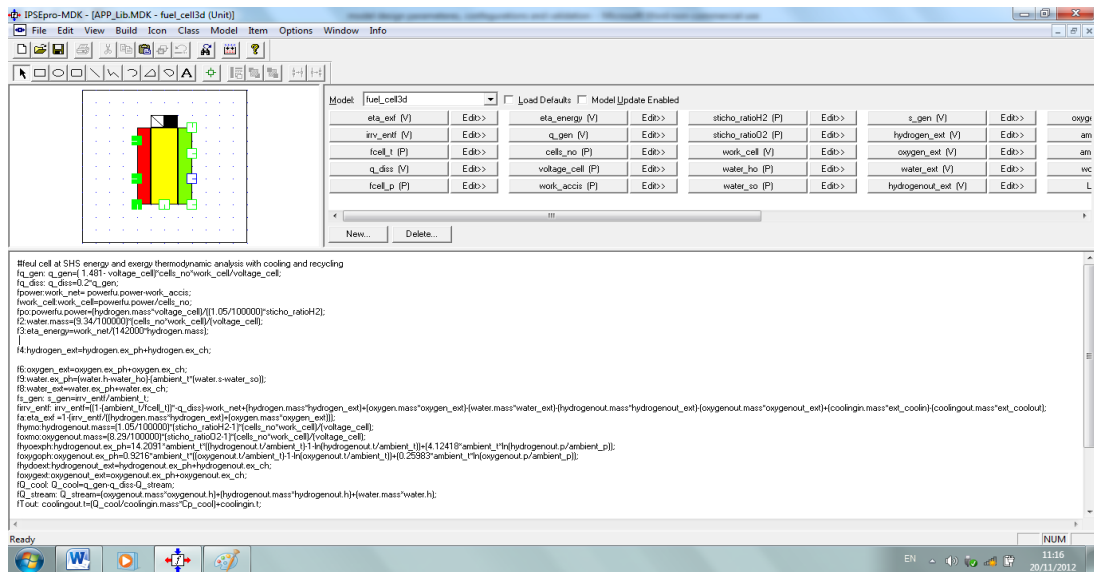 IPSEpro-MDK - [APP_Lib.MDK - fuel_cell3d (Unit)]
File Edit View Build Icon Class Model Item Options Window Info
Model: fuel_cell3d Load Defaults Model Update Enabled
eta_exf (V) Edit>> eta_energy (V) Edit>> sticho_ratioH2 (P) Edit>> s_gen (V) Edit>> oxyge
irrv_entf (V) Edit>> q_gen (V) Edit>> sticho_ratioO2 (P) Edit>> hydrogen_ext (V) Edit>> am
fcell_t (P) Edit>> cells_no (P) Edit>> work_cell (V) Edit>> oxygen_ext (V) Edit>> am
q_diss (V) Edit>> voltage_cell (P) Edit>> water_ho (P) Edit>> water_ext (V) Edit>> wc
fcell_p (P) Edit>> work_accis (P) Edit>> water_so (P) Edit>> hydrogenout_ext (V) Edit>> L
New... Delete...
#feul cell at SHS energy and exergy thermodynamic analysis with cooling and recycling
fq_gen: q_gen=( 1.481- voltage_cell)*cells_no*work_cell/voltage_cell;
fq_diss: q_diss=0.2*q_gen;
fpower:work_net= powerfu.power-work_accis;
fwork_cell:work_cell=powerfu.power/cells_no;
fpo:powerfu.power=(hydrogen.mass*voltage_cell)/((1.05/100000)*sticho_ratioH2);
f2:water.mass=(9.34/100000)*(cells_no*work_cell)/(voltage_cell);
f3:eta_energy=work_net/(142000*hydrogen.mass);
f4:hydrogen_ext=hydrogen.ex_ph+hydrogen.ex_ch;
f6:oxygen_ext=oxygen.ex_ph+oxygen.ex_ch;
f9:water.ex_ph=(water.h-water_ho)-(ambient_t*(water.s-water_so));
f8:water_ext=water.ex_ph+water.ex_ch;
fs_gen: s_gen=irrv_entf/ambient_t;
firrv_entf: irrv_entf=((1-(ambient_t/fcell_t))*-q_diss)-work_net+(hydrogen.mass*hydrogen_ext)+(oxygen.mass*oxygen_ext)-(water.mass*water_ext)-(hydrogenout.mass*hydrogenout_ext)-(oxygenout.mass*oxygenout_ext)+(coolingin.mass*ext_coolin)-(coolingout.mass*ext_coolout);
fa:eta_exf =1-(irrv_entf/((hydrogen.mass*hydrogen_ext)+(oxygen.mass*oxygen_ext)));
fhymo:hydrogenout.mass=(1.05/100000)*(sticho_ratioH2-1)*(cells_no*work_cell)/(voltage_cell);
foxmo:oxygenout.mass=(8.29/100000)*(sticho_ratioO2-1)*(cells_no*work_cell)/(voltage_cell);
fhyoexph:hydrogenout.ex_ph=14.2091*ambient_t*((hydrogenout.t/ambient_t)-1-ln(hydrogenout.t/ambient_t))+(4.12418*ambient_t*ln(hydrogenout.p/ambient_p));
foxygoph:oxygenout.ex_ph=0.9216*ambient_t*((oxygenout.t/ambient_t)-1-ln(oxygenout.t/ambient_t))+(0.25983*ambient_t*ln(oxygenout.p/ambient_p));
fhydoext:hydrogenout_ext=hydrogenout.ex_ph+hydrogenout.ex_ch;
foxygext:oxygenout_ext=oxygenout.ex_ph+oxygenout.ex_ch;
fQ_cool: Q_cool=q_gen-q_diss-Q_stream;
fQ_stream: Q_stream=(oxygenout.mass*oxygenout.h)+(hydrogenout.mass*hydrogenout.h)+(water.mass*water.h);
fTout: coolingout.t=(Q_cool/coolingin.mass*Cp_cool)+coolingin.t;
Ready NUM
EN 11:16
20/11/2012